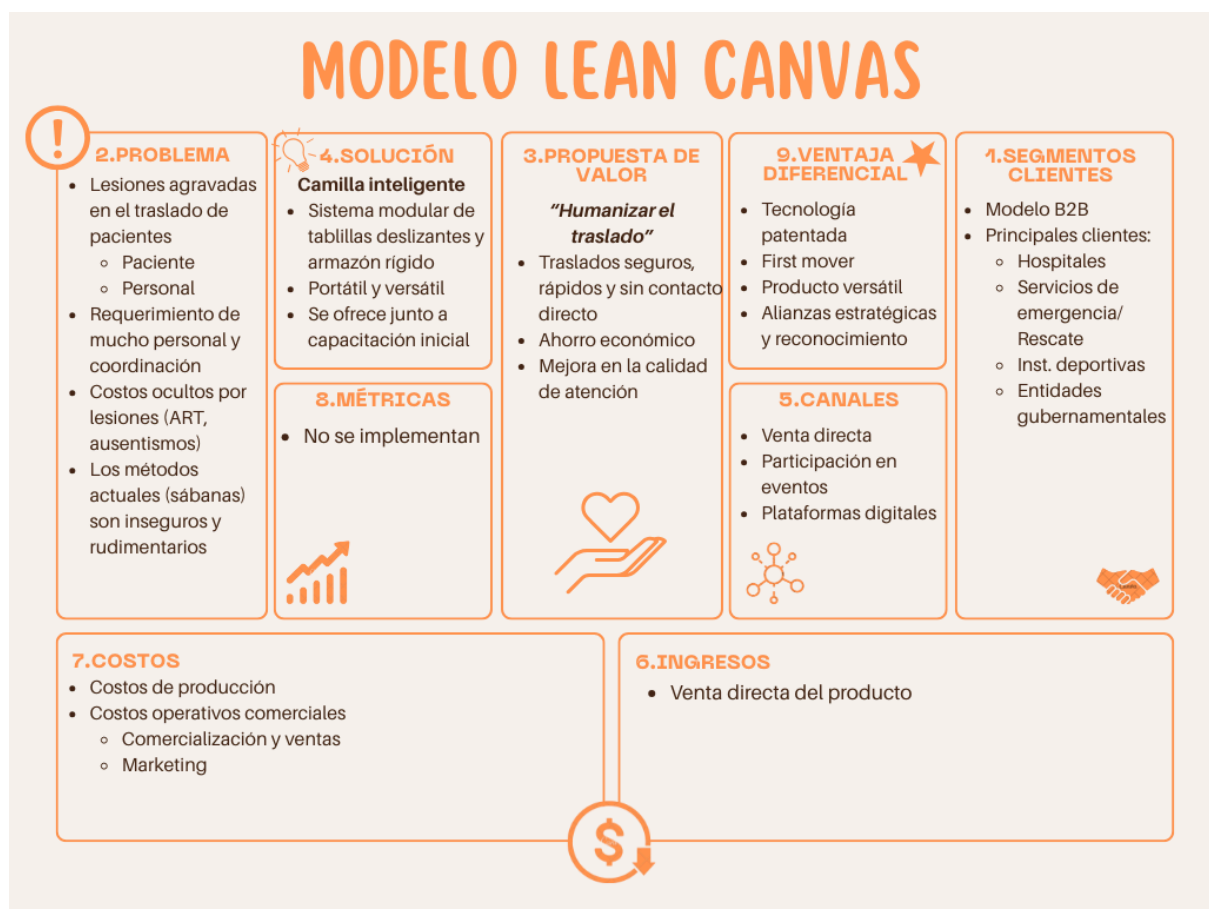 MODELO LEAN CANVAS
2.PROBLEMA
• Lesiones agravadas
en el traslado de
pacientes
◦ Paciente
◦ Personal
• Requerimiento de
mucho personal y
coordinación
• Costos ocultos por
lesiones (ART,
ausentismos)
• Los métodos
actuales (sábanas)
son inseguros y
rudimentarios
4.SOLUCIÓN
Camilla inteligente
• Sistema modular de
tablillas deslizantes y
armazón rígido
• Portátil y versátil
• Se ofrece junto a
capacitación inicial
8.MÉTRICAS
• No se implementan
3.PROPUESTA DE
VALOR
“Humanizar el
traslado”
• Traslados seguros,
rápidos y sin contacto
directo
• Ahorro económico
• Mejora en la calidad
de atención
9.VENTAJA
DIFERENCIAL
• Tecnología
patentada
• First mover
• Producto versátil
• Alianzas estratégicas
y reconocimiento
5.CANALES
• Venta directa
• Participación en
eventos
• Plataformas digitales
1.SEGMENTOS
CLIENTES
• Modelo B2B
• Principales clientes:
◦ Hospitales
◦ Servicios de
emergencia/
Rescate
◦ Inst. deportivas
◦ Entidades
gubernamentales
7.COSTOS
• Costos de producción
• Costos operativos comerciales
◦ Comercialización y ventas
◦ Marketing
6.INGRESOS
• Venta directa del producto
$